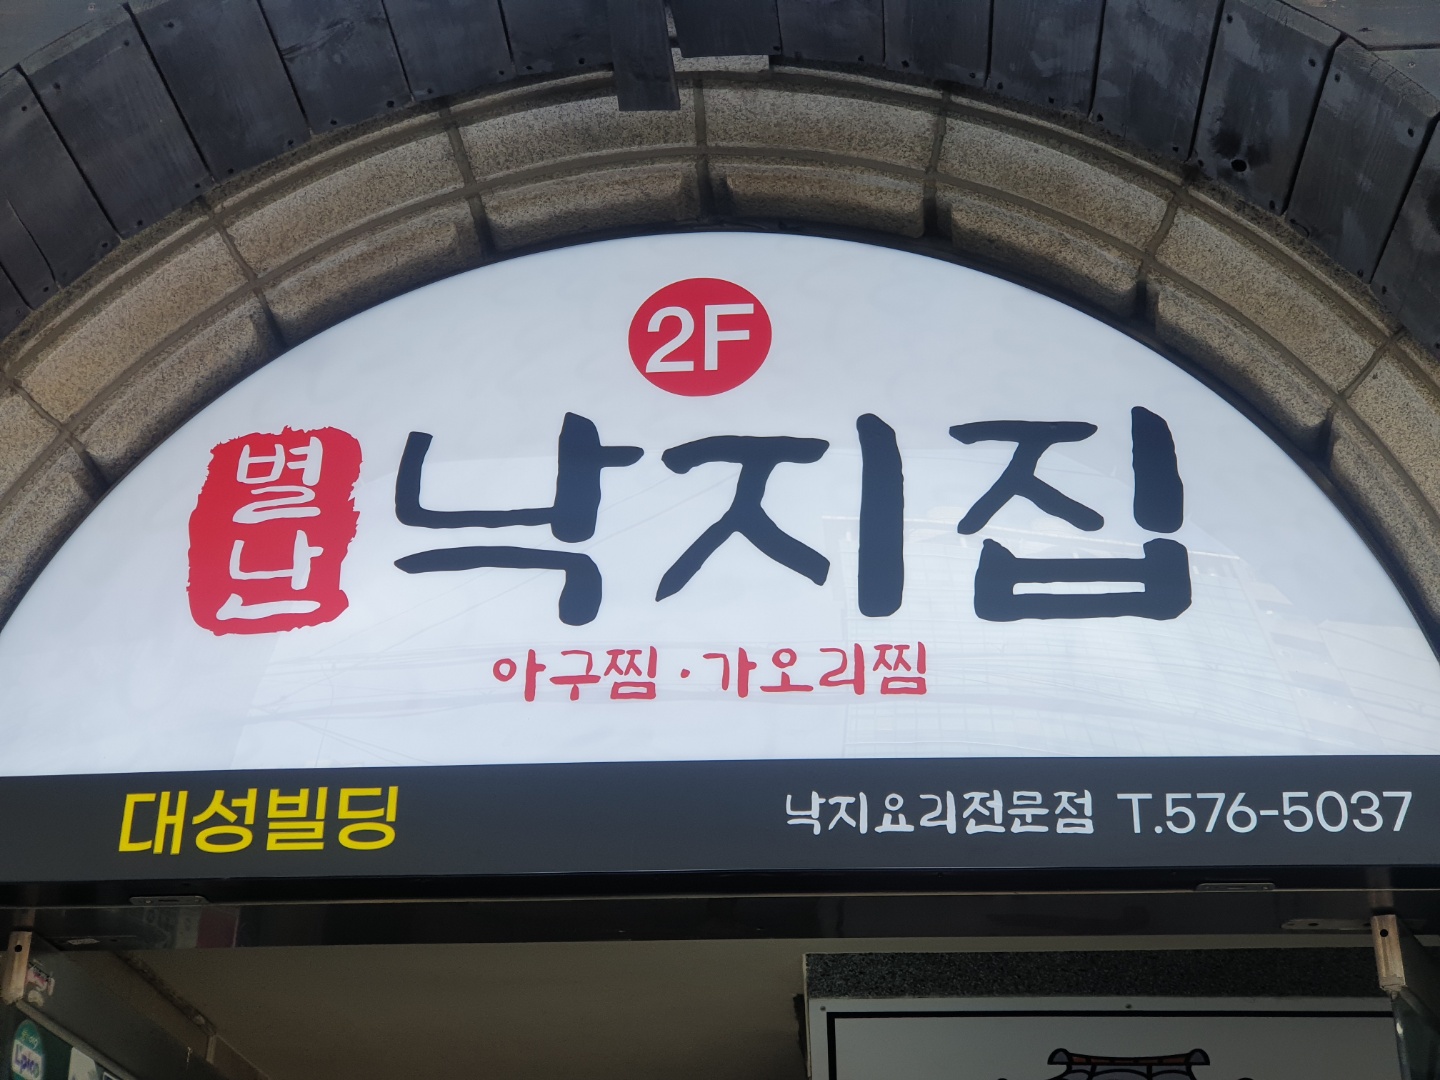 2F
별난
낙지집
아구찜·가오리찜
대성빌딩
낙지요리전문점 T.576-5037